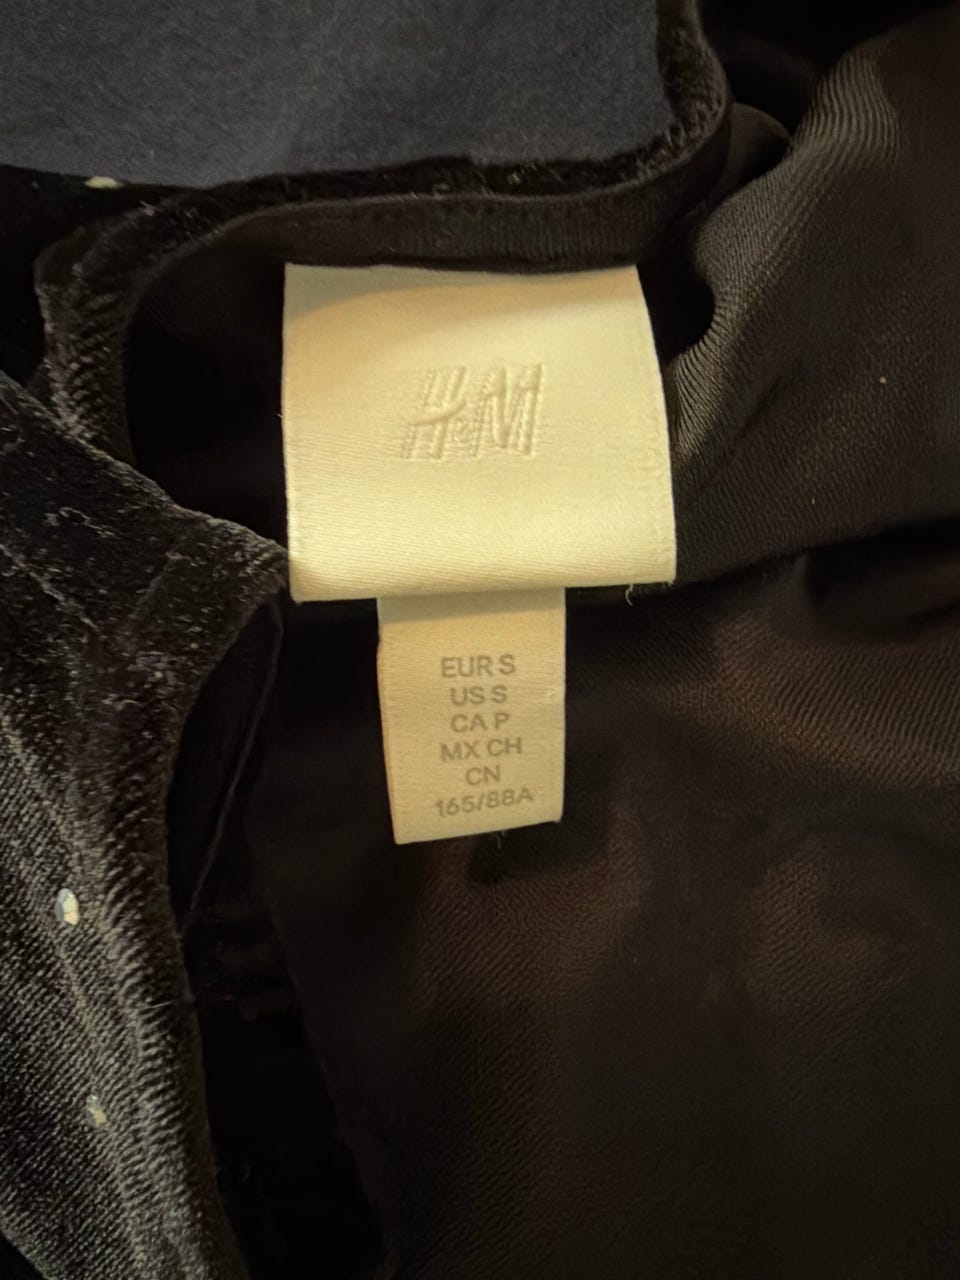 H&M
EUR S
US S
CA P
MX CH
CN
165/88A